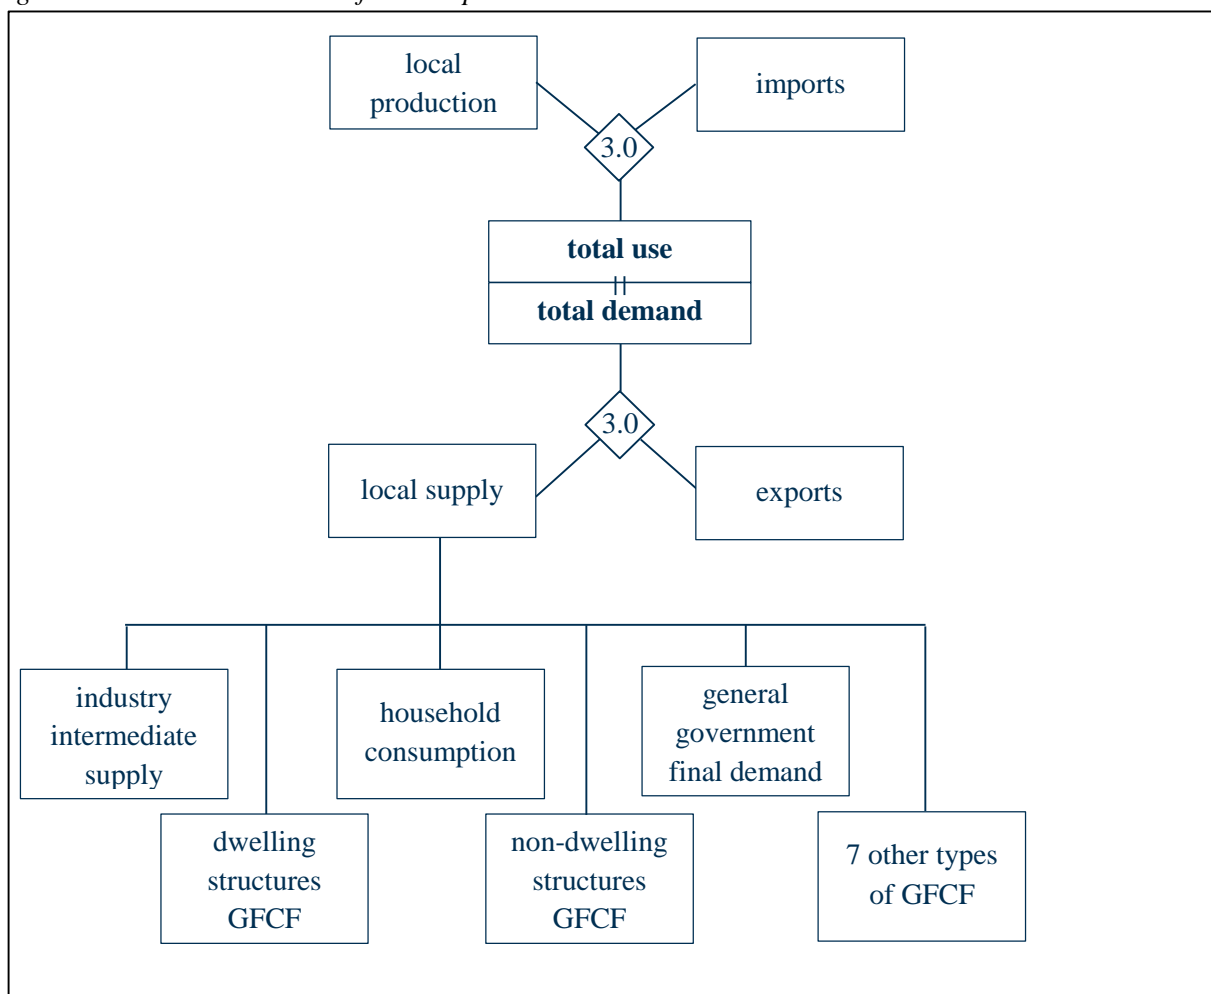 local
production
imports
3.0
total use
total demand
3.0
local supply
exports
industry
intermediate
supply
household
consumption
general
government
final demand
dwelling
structures
GFCF
non-dwelling
structures
GFCF
7 other types
of GFCF